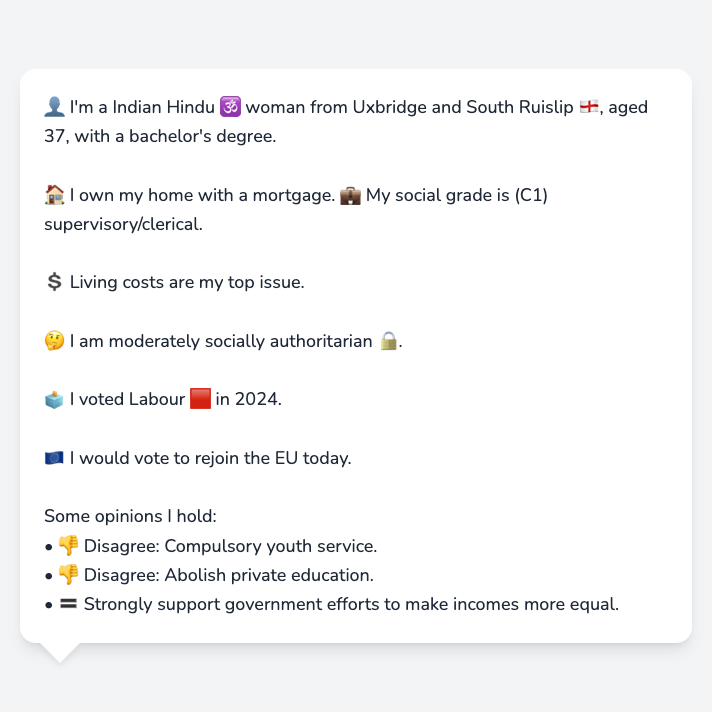 👤 I'm a Indian Hindu 🕉️ woman from Uxbridge and South Ruislip 🏴󠁧󠁢󠁥󠁮󠁧󠁿, aged
37, with a bachelor's degree.
🏠 I own my home with a mortgage. 💼 My social grade is (C1)
supervisory/clerical.
💲 Living costs are my top issue.
🤔 I am moderately socially authoritarian 🔒.
🗳️ I voted Labour 🟥 in 2024.
🇪🇺 I would vote to rejoin the EU today.
Some opinions I hold:
• 👎 Disagree: Compulsory youth service.
• 👎 Disagree: Abolish private education.
• 🟰 Strongly support government efforts to make incomes more equal.